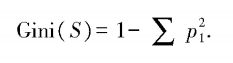 Gini(S)=1- ∑ p₁².